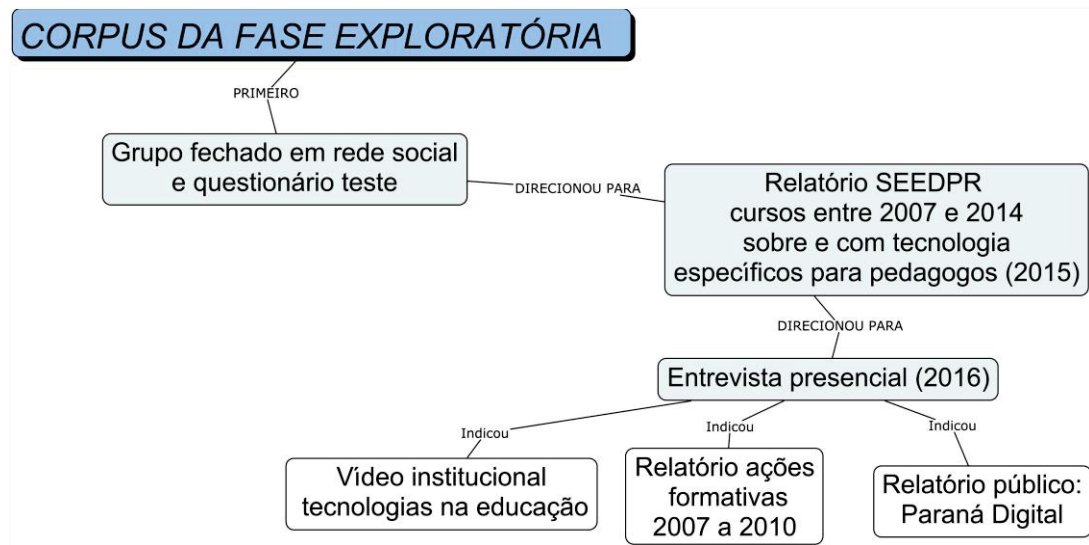 CORPUS DA FASE EXPLORATÓRIA
PRIMEIRO
Grupo fechado em rede social
e questionário teste
DIRECIONOU PARA
Relatório SEEDPR
cursos entre 2007 e 2014
sobre e com tecnologia
específicos para pedagogos (2015)
DIRECIONOU PARA
Entrevista presencial (2016)
Indicou
Indicou
Indicou
Vídeo institucional
tecnologias na educação
Relatório ações
formativas
2007 a 2010
Relatório público:
Paraná Digital